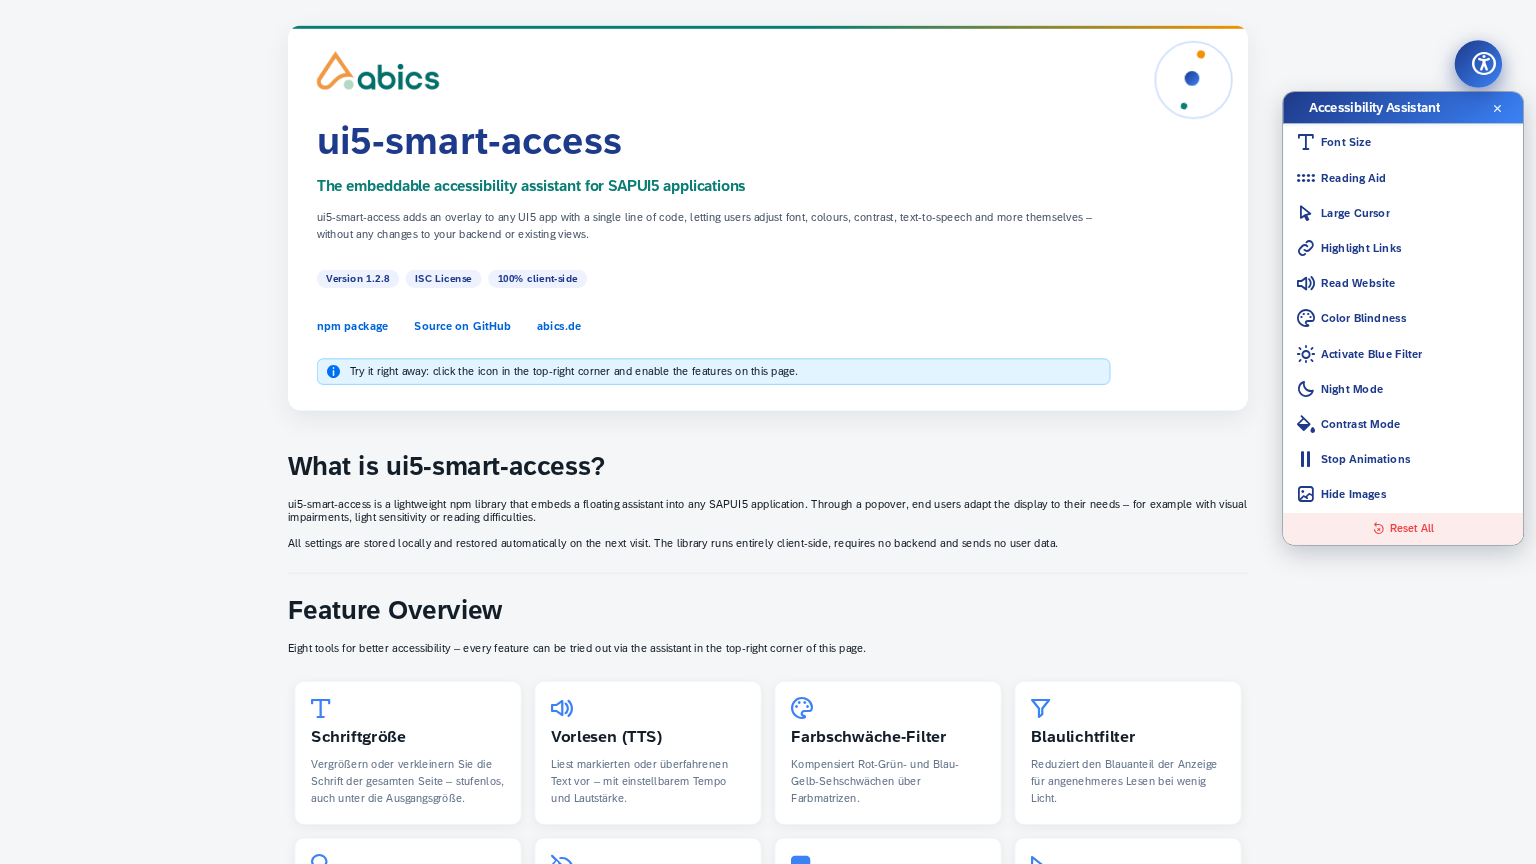 abics
ui5-smart-access
The embeddable accessibility assistant for SAPUI5 applications
ui5-smart-access adds an overlay to any UI5 app with a single line of code, letting users adjust font, colours, contrast, text-to-speech and more themselves –
without any changes to your backend or existing views.
Version 1.2.8
ISC License
100% client-side
npm package
Source on GitHub
abics.de
Try it right away: click the icon in the top-right corner and enable the features on this page.
Accessibility Assistant
Font Size
Reading Aid
Large Cursor
Highlight Links
Read Website
Color Blindness
Activate Blue Filter
Night Mode
Contrast Mode
Stop Animations
Hide Images
Reset All
What is ui5-smart-access?
ui5-smart-access is a lightweight npm library that embeds a floating assistant into any SAPUI5 application. Through a popover, end users adapt the display to their needs – for example with visual
impairments, light sensitivity or reading difficulties.
All settings are stored locally and restored automatically on the next visit. The library runs entirely client-side, requires no backend and sends no user data.
Feature Overview
Eight tools for better accessibility – every feature can be tried out via the assistant in the top-right corner of this page.
Schriftgröße
Vergrößern oder verkleinern Sie die
Schrift der gesamten Seite – stufenlos,
auch unter die Ausgangsgröße.
Vorlesen (TTS)
Liest markierten oder überfahrenen
Text vor – mit einstellbarem Tempo
und Lautstärke.
Farbschwäche-Filter
Kompensiert Rot-Grün- und Blau-
Gelb-Sehschwächen über
Farbmatrizen.
Blaulichtfilter
Reduziert den Blauanteil der Anzeige
für angenehmeres Lesen bei wenig
Licht.